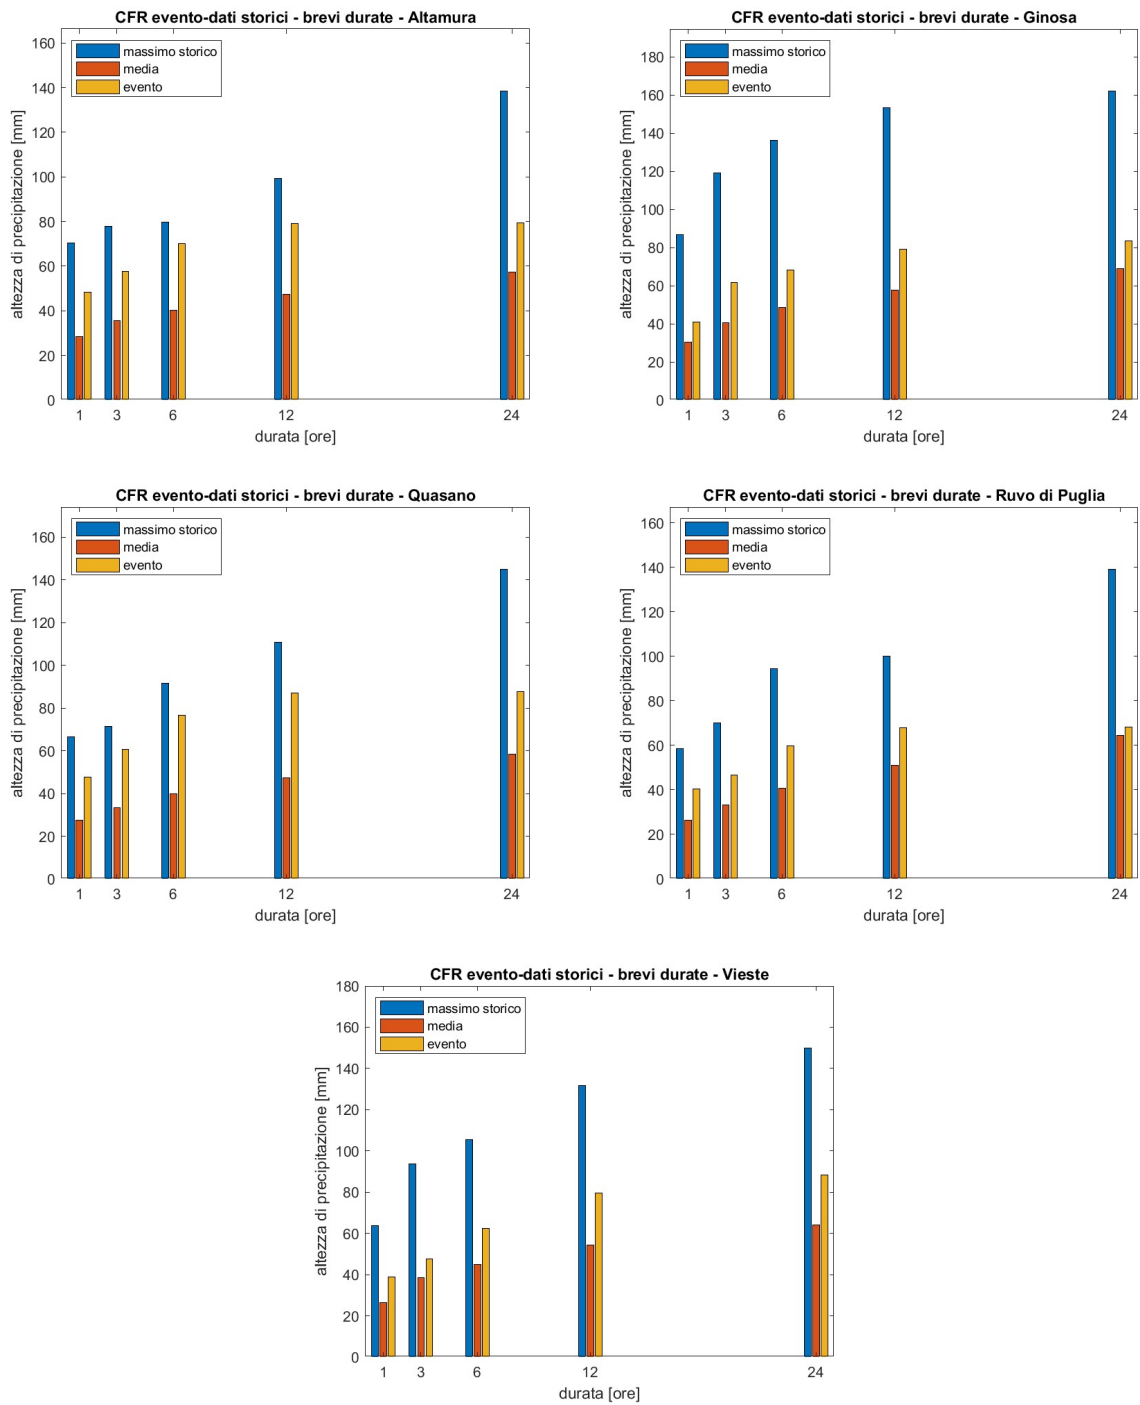 CFR evento-dati storici - brevi durate - Altamura
massimo storico
media
evento
altezza di precipitazione [mm]
160
140
120
100
80
60
40
20
0
1 3 6 12 24
durata [ore]
CFR evento-dati storici - brevi durate - Ginosa
massimo storico
media
evento
altezza di precipitazione [mm]
180
160
140
120
100
80
60
40
20
0
1 3 6 12 24
durata [ore]
CFR evento-dati storici - brevi durate - Quasano
massimo storico
media
evento
altezza di precipitazione [mm]
160
140
120
100
80
60
40
20
0
1 3 6 12 24
durata [ore]
CFR evento-dati storici - brevi durate - Ruvo di Puglia
massimo storico
media
evento
altezza di precipitazione [mm]
160
140
120
100
80
60
40
20
0
1 3 6 12 24
durata [ore]
CFR evento-dati storici - brevi durate - Vieste
massimo storico
media
evento
altezza di precipitazione [mm]
180
160
140
120
100
80
60
40
20
0
1 3 6 12 24
durata [ore]